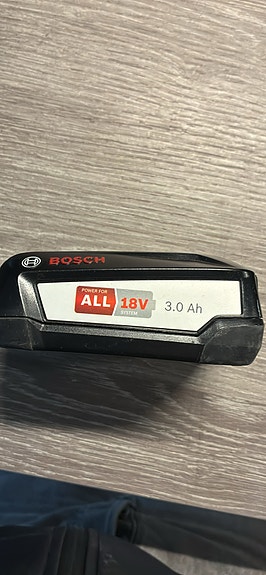 BOSCH
POWER FOR
ALL 18V
SYSTEM
3.0 Ah